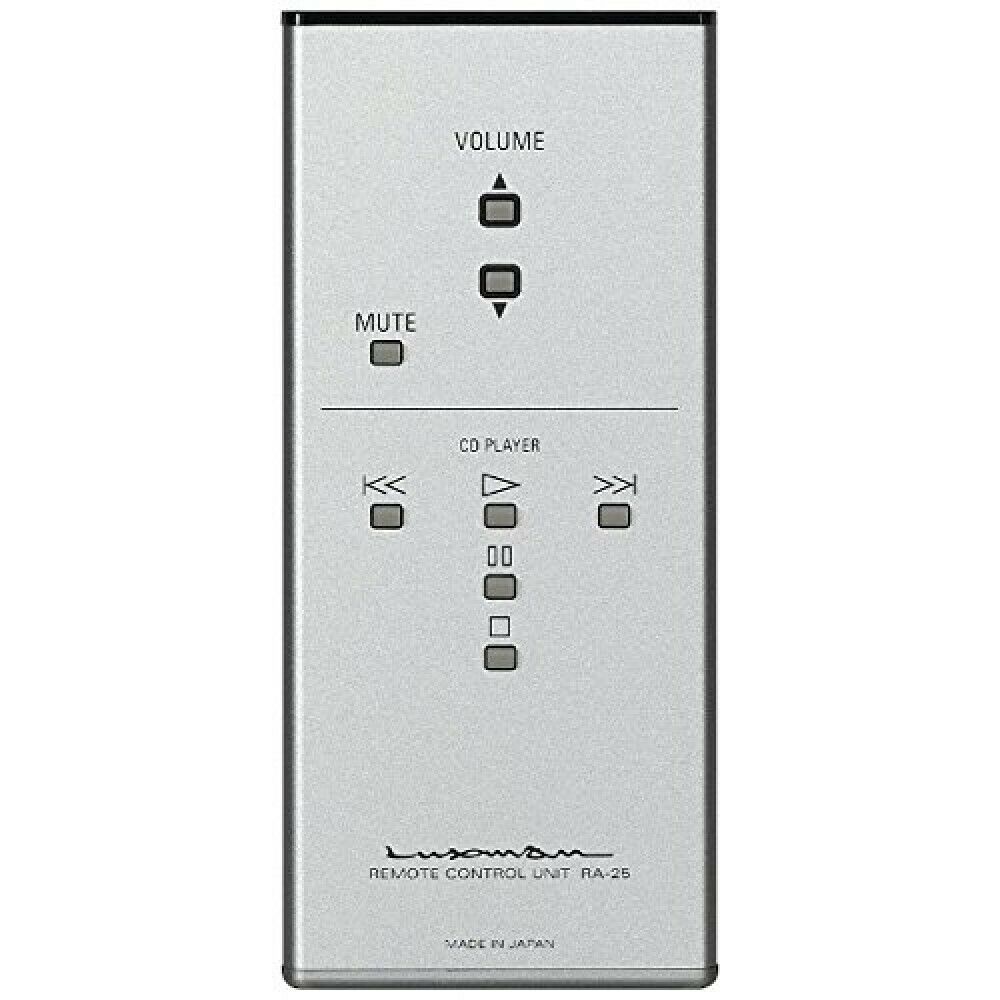 VOLUME
MUTE
CD PLAYER
Luxman
REMOTE CONTROL UNIT RA-25
MADE IN JAPAN